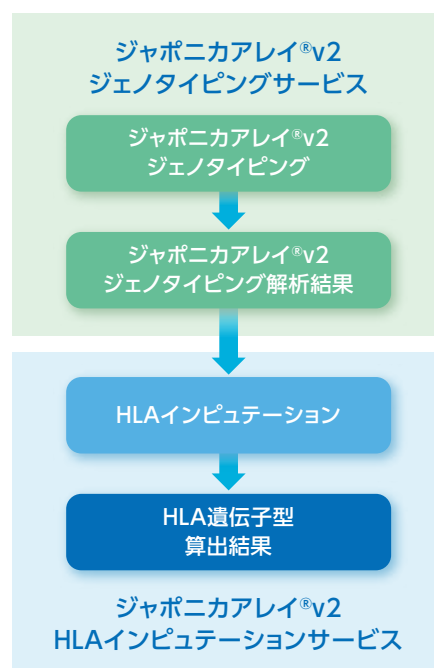 ジャポニカアレイ®v2
ジェノタイピングサービス
ジャポニカアレイ®v2
ジェノタイピング
ジャポニカアレイ®v2
ジェノタイピング解析結果
HLAインピュテーション
HLA遺伝子型
算出結果
ジャポニカアレイ®v2
HLAインピュテーションサービス